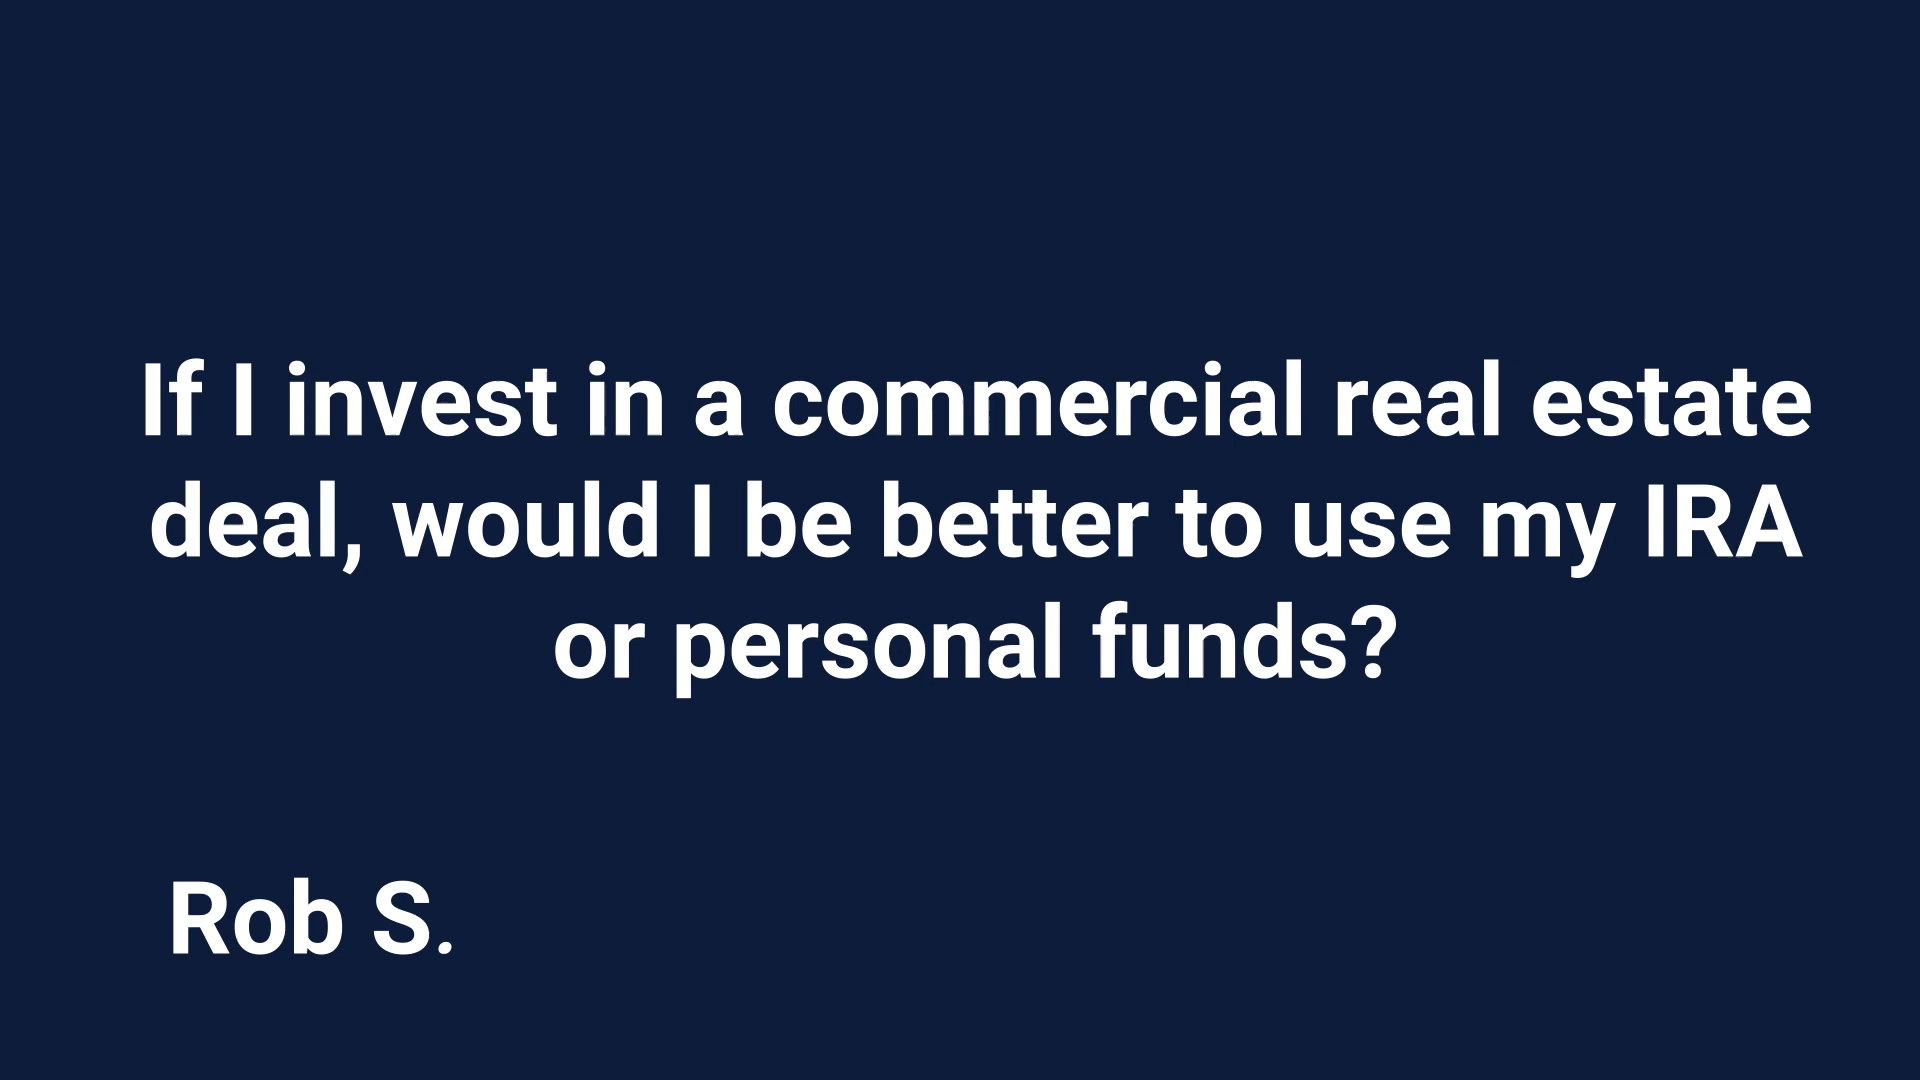 If I invest in a commercial real estate
deal, would I be better to use my IRA
or personal funds?
Rob S.